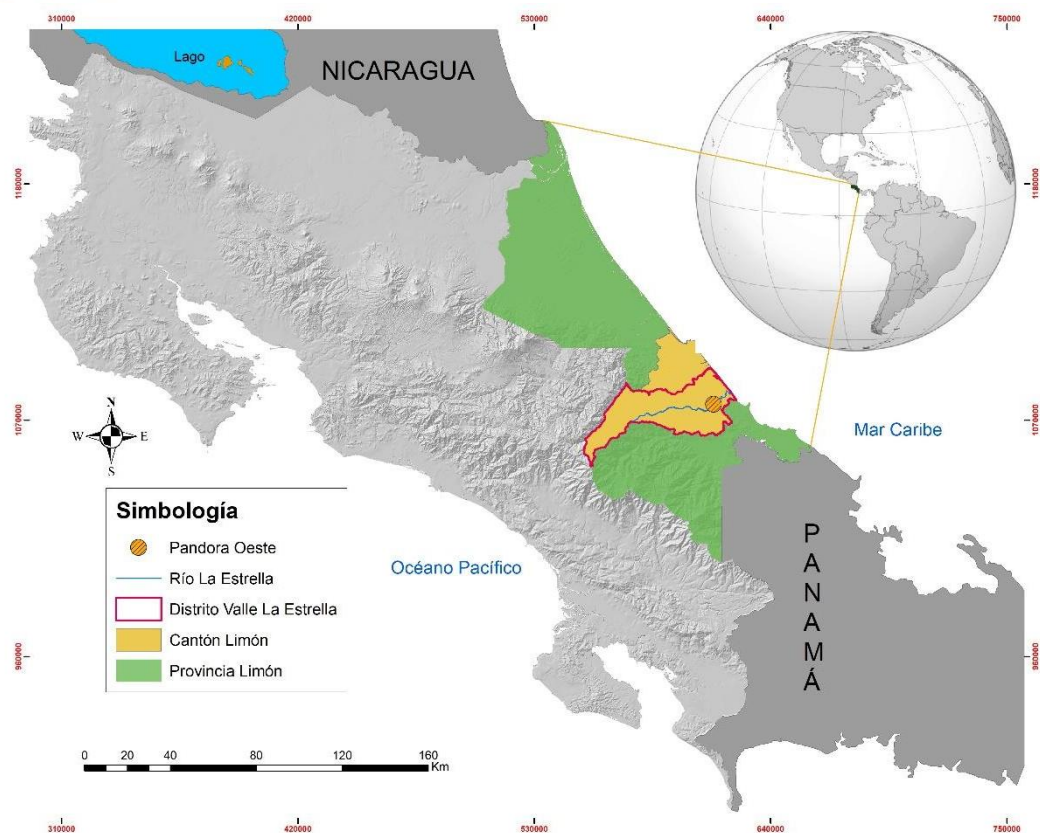 310000 420000 530000 640000 750000
Lago
NICARAGUA
1180000 1180000
N
W E
S
1070000 1070000
Mar Caribe
Simbología
Pandora Oeste
Río La Estrella
Distrito Valle La Estrella
Cantón Limón
Provincia Limón
Océano Pacífico
PANAMÁ
960000 960000
0 20 40 80 120 160
Km
310000 420000 530000 640000 750000